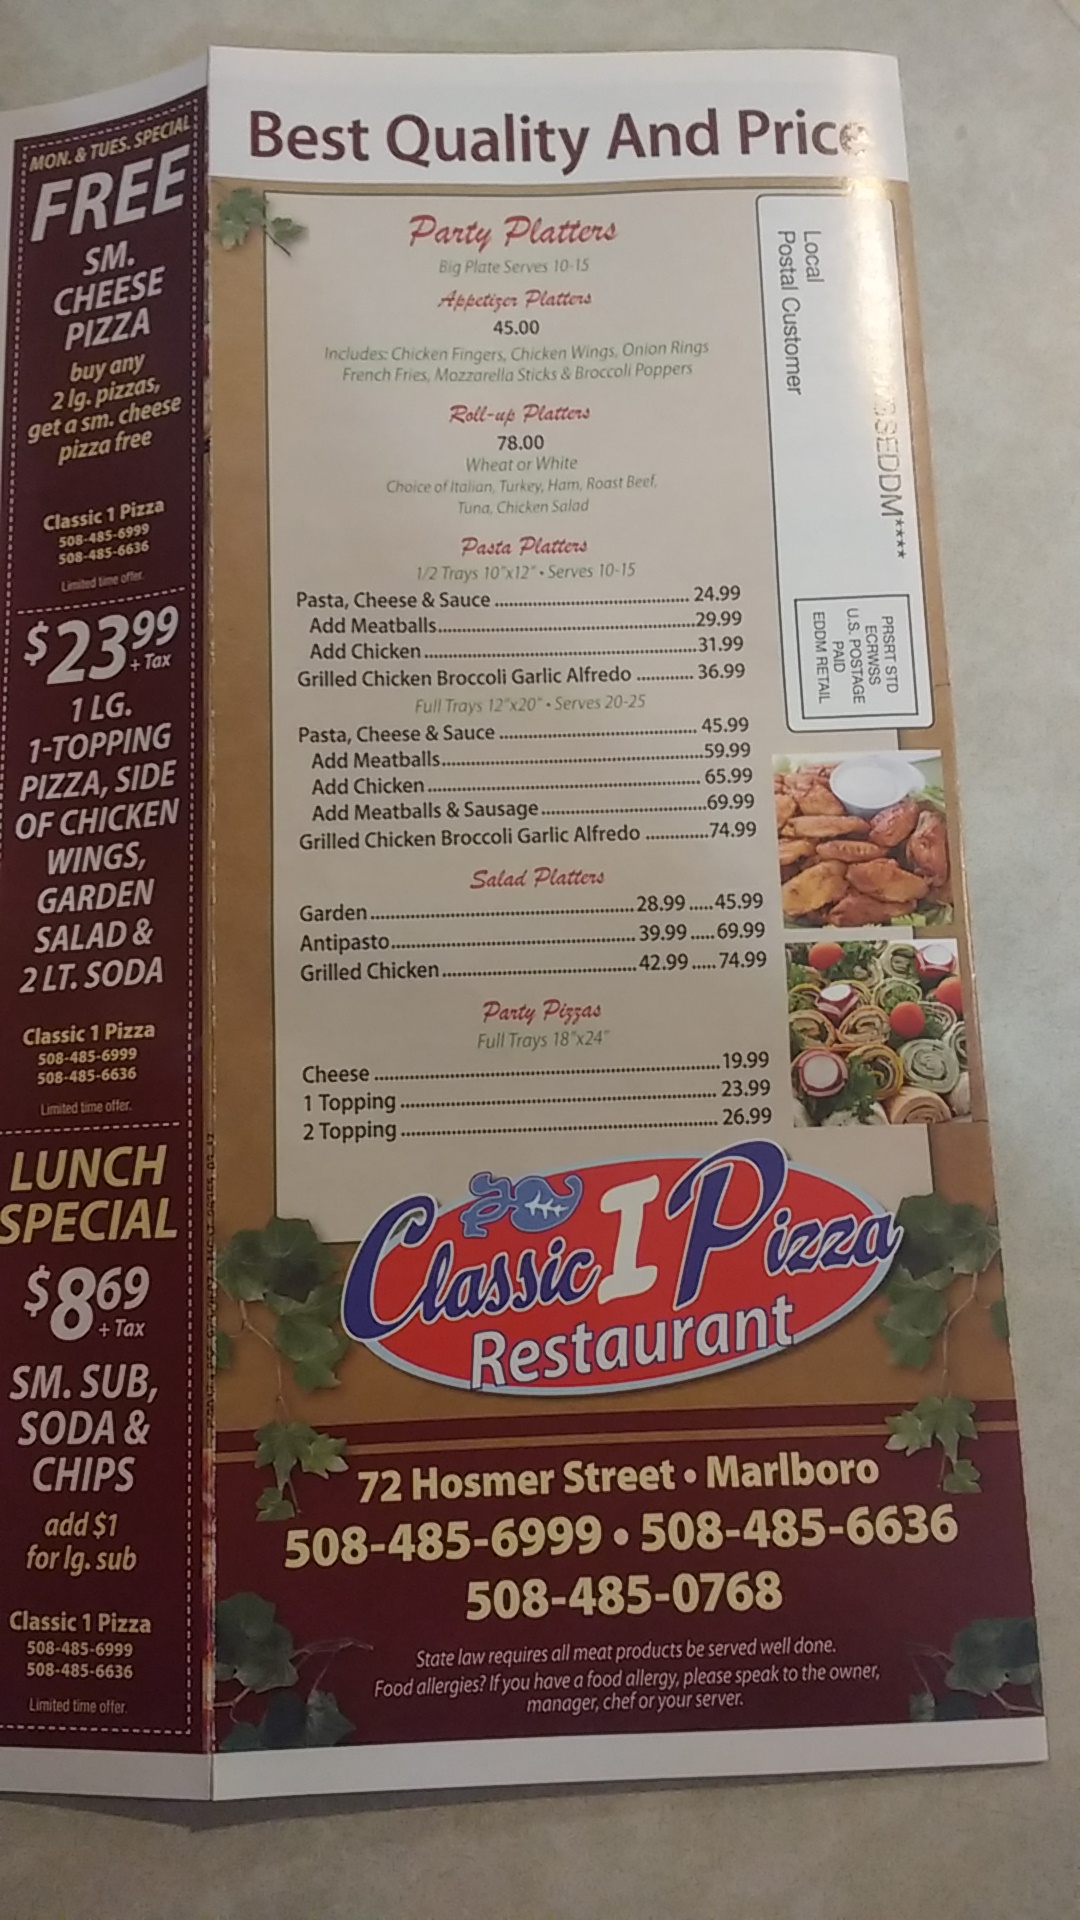 MON. & TUES. SPECIAL
FREE
SM.
CHEESE
PIZZA
buy any
2 lg. pizzas,
get a sm. cheese
pizza free
Classic 1 Pizza
508-485-6999
508-485-6636
Limited time offer.
$23.99
+ Tax
1 LG.
1-TOPPING
PIZZA, SIDE
OF CHICKEN
WINGS,
GARDEN
SALAD &
2 LT. SODA
Classic 1 Pizza
508-485-6999
508-485-6636
Limited time offer.
LUNCH
SPECIAL
$8.69
+ Tax
SM. SUB,
SODA &
CHIPS
add $1
for lg. sub
Classic 1 Pizza
508-485-6999
508-485-6636
Limited time offer.
Best Quality And Price
Party Platters
Big Plate Serves 10-15
Appetizer Platters
45.00
Includes: Chicken Fingers, Chicken Wings, Onion Rings
French Fries, Mozzarella Sticks & Broccoli Poppers
Roll-up Platters
78.00
Wheat or White
Choice of Italian, Turkey, Ham, Roast Beef,
Tuna, Chicken Salad
Pasta Platters
1/2 Trays 10"x12" • Serves 10-15
Pasta, Cheese & Sauce ........ 24.99
Add Meatballs........ 29.99
Add Chicken ........ 31.99
Grilled Chicken Broccoli Garlic Alfredo ........ 36.99
Full Trays 12"x20" • Serves 20-25
Pasta, Cheese & Sauce ........ 45.99
Add Meatballs........ 59.99
Add Chicken ........ 65.99
Add Meatballs & Sausage ........ 69.99
Grilled Chicken Broccoli Garlic Alfredo ........ 74.99
Salad Platters
Garden ........ 28.99 ..... 45.99
Antipasto........ 39.99 ..... 69.99
Grilled Chicken ........ 42.99 ..... 74.99
Party Pizzas
Full Trays 18"x24"
Cheese ........ 19.99
1 Topping ........ 23.99
2 Topping ........ 26.99
Local
Postal Customer
PRSRT STD
ECRWSS
U.S. POSTAGE
PAID
EDDM RETAIL
Classic 1 Pizza
Restaurant
72 Hosmer Street • Marlboro
508-485-6999 • 508-485-6636
508-485-0768
State law requires all meat products be served well done.
Food allergies? If you have a food allergy, please speak to the owner,
manager, chef or your server.